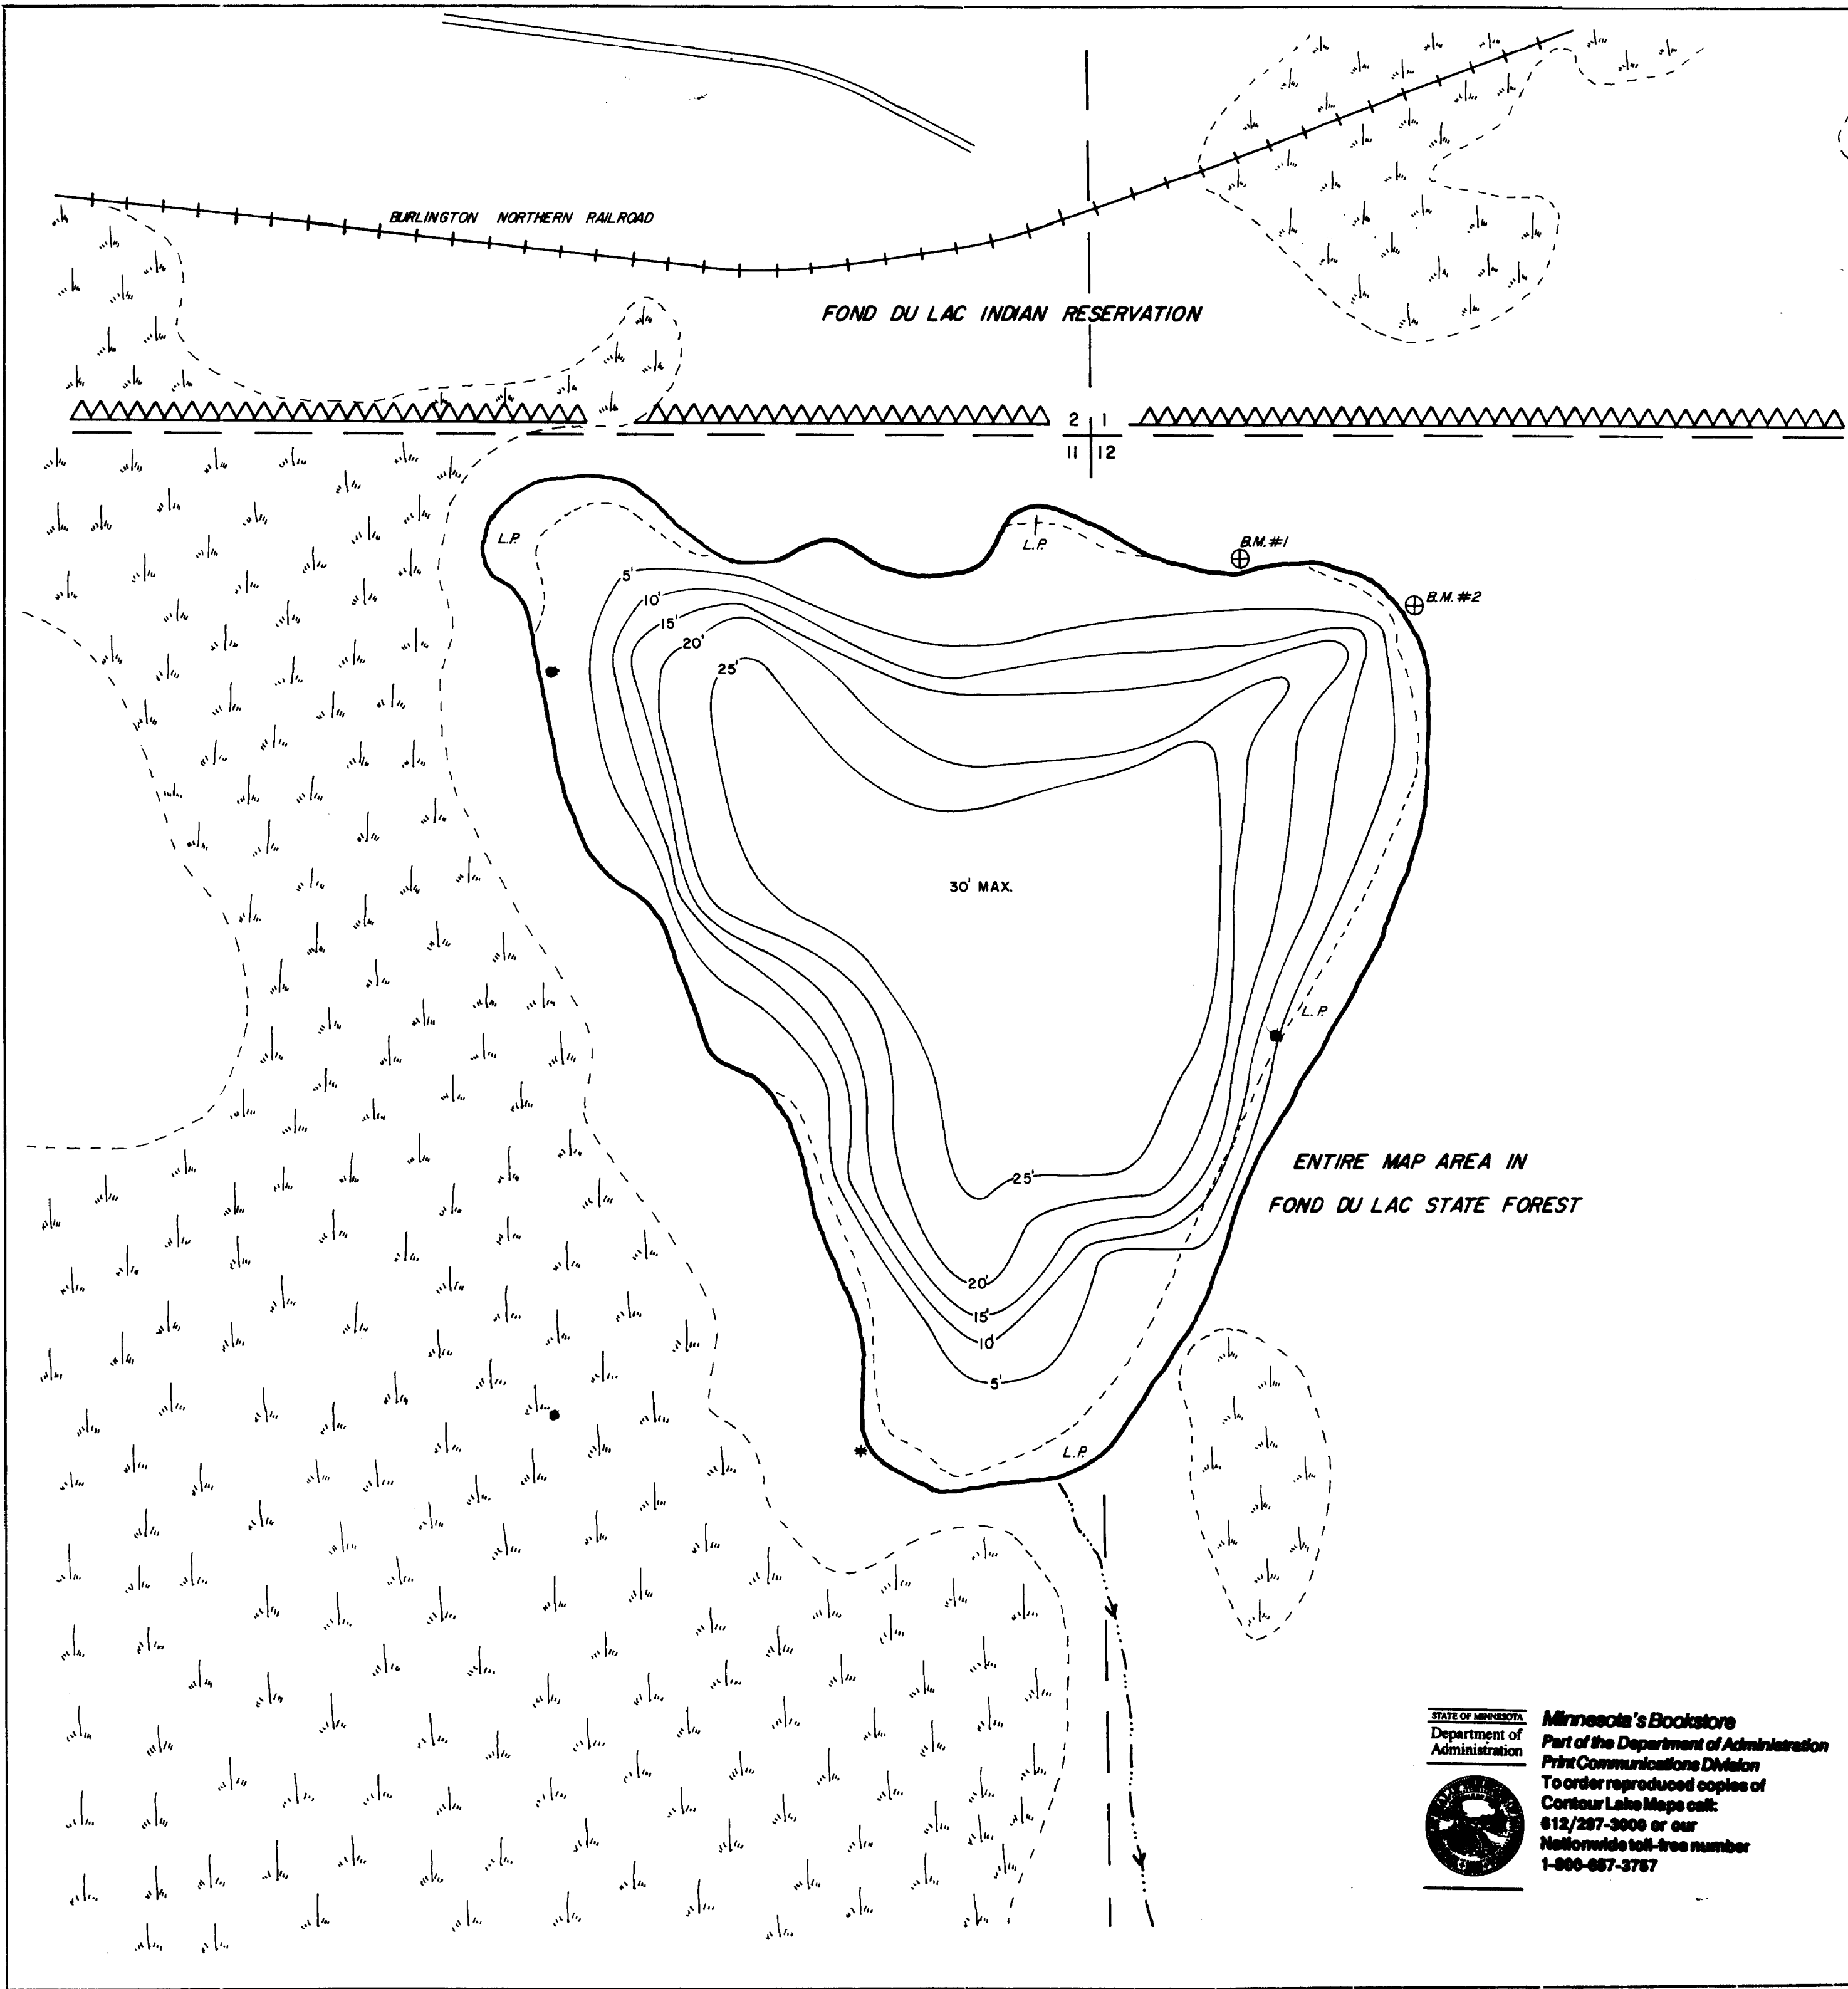 BURLINGTON NORTHERN RAILROAD
FOND DU LAC INDIAN RESERVATION
2 1
11 12
L.P.
L.P.
B.M. #1
B.M. #2
5'
10'
15'
20'
25'
30' MAX.
L.P.
ENTIRE MAP AREA IN
FOND DU LAC STATE FOREST
25'
20'
15'
10'
5'
L.P.
STATE OF MINNESOTA
Department of
Administration
Minnesota's Bookstore
Part of the Department of Administration
Print Communications Division
To order reproduced copies of
Contour Lake Maps call:
612/297-3000 or our
Nationwide toll-free number
1-800-657-3757